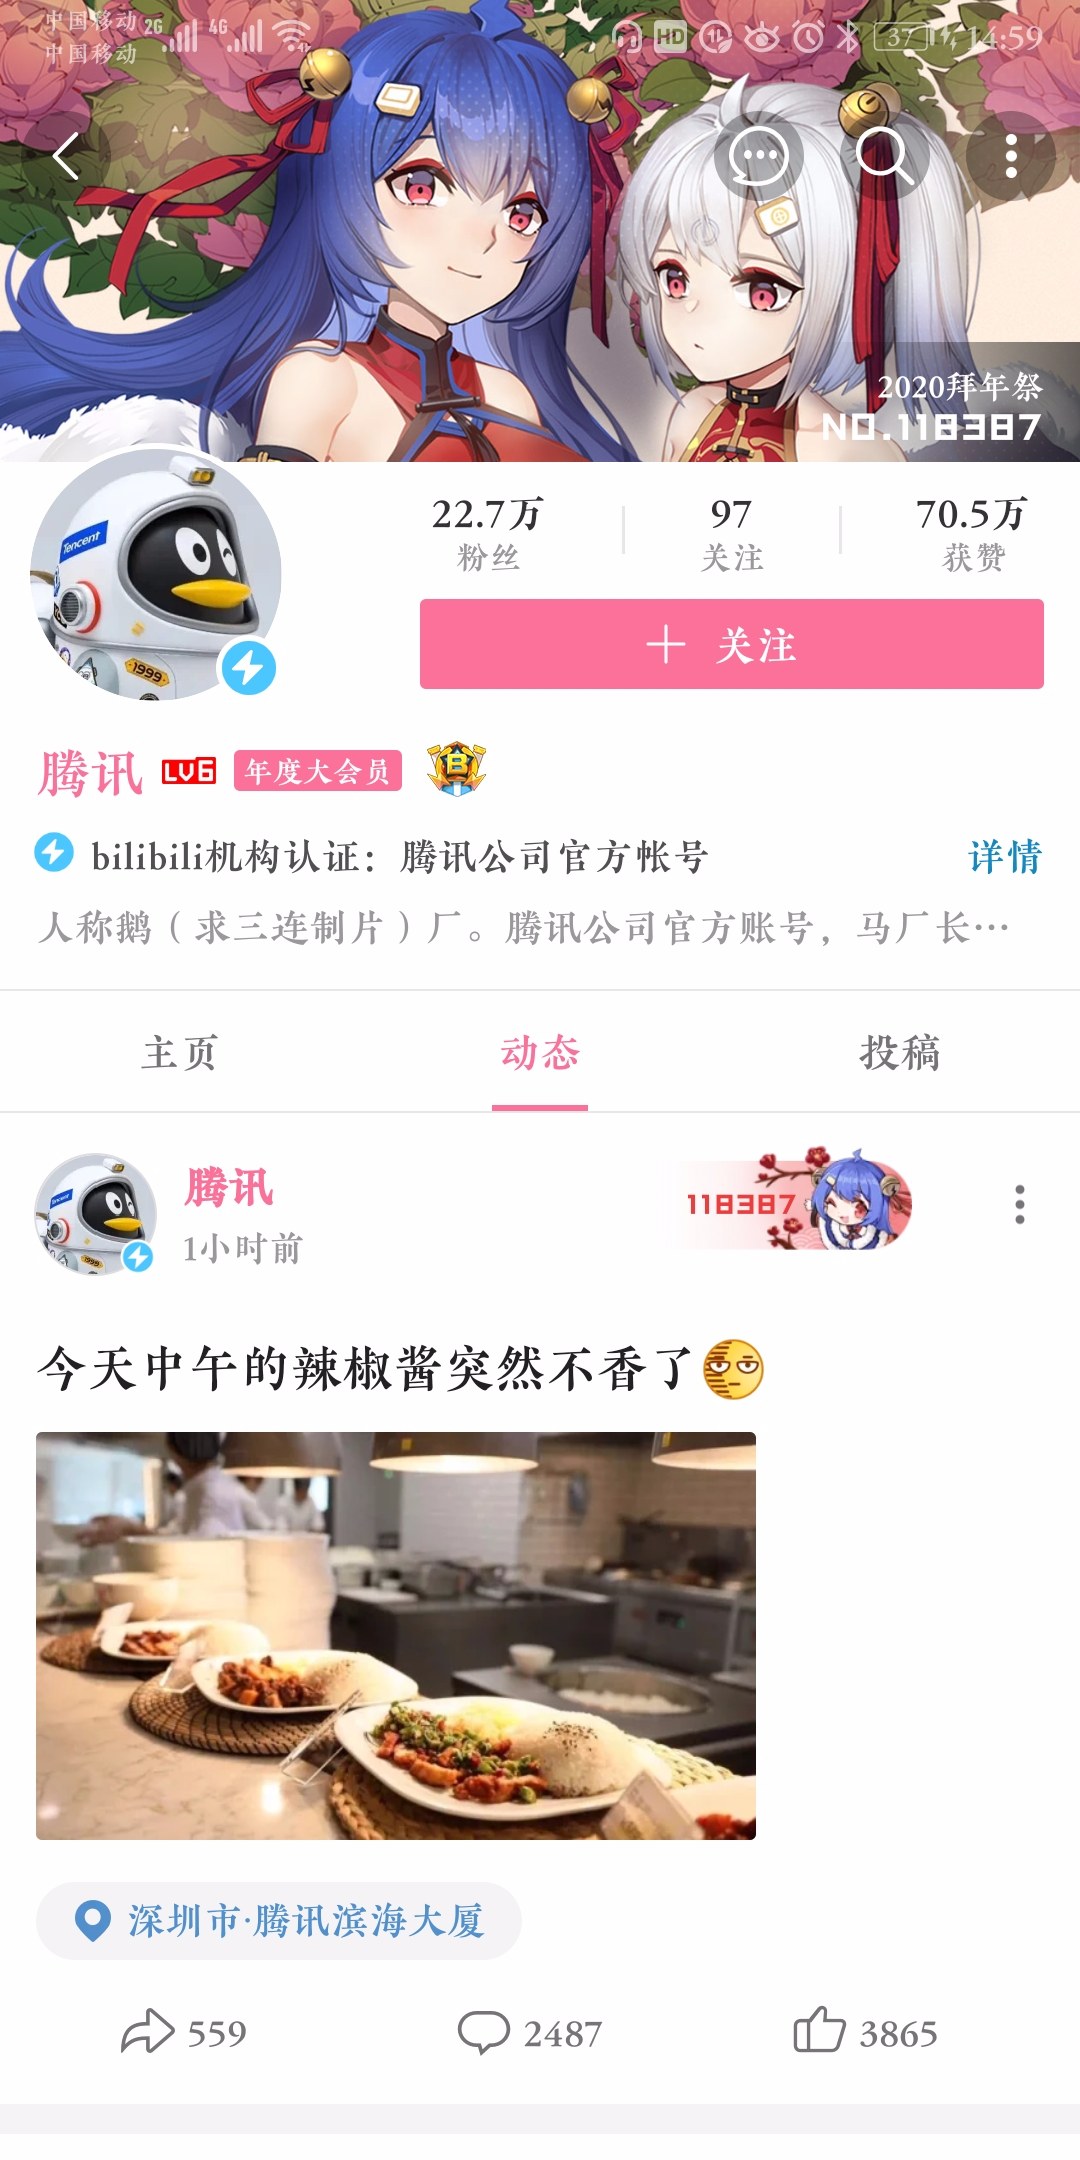 中国移动 2G 4G HD 37 14:59
中国移动
2020拜年祭
NO.118387
Tencent
1999
22.7万 97 70.5万
粉丝 关注 获赞
关注
腾讯 LV6 年度大会员 B
bilibili机构认证：腾讯公司官方帐号 详情
人称鹅（求三连制片）厂。腾讯公司官方账号，马厂长…
主页 动态 投稿
腾讯 118387
1小时前
今天中午的辣椒酱突然不香了
深圳市·腾讯滨海大厦
559 2487 3865